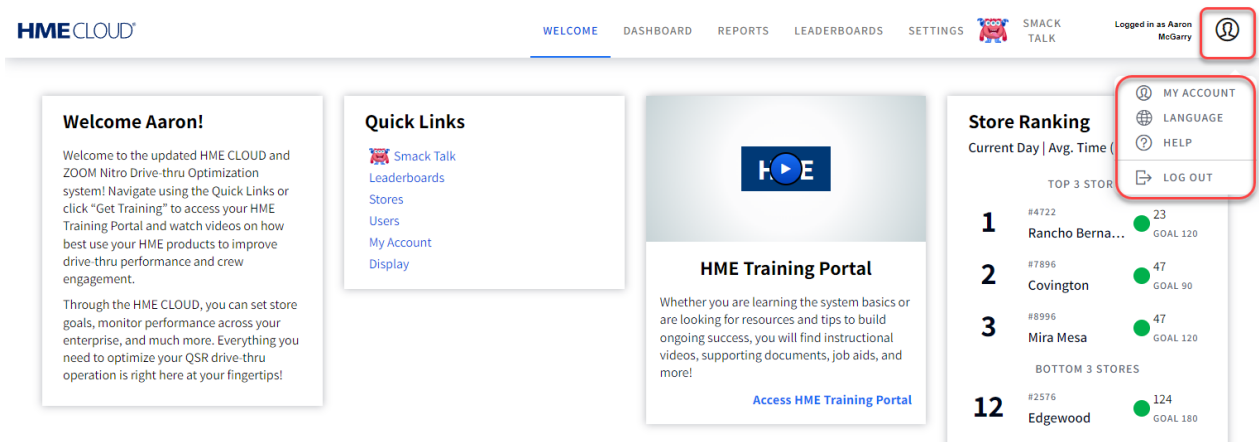 HME CLOUD®
WELCOME
DASHBOARD
REPORTS
LEADERBOARDS
SETTINGS
SMACK
TALK
Logged in as Aaron
McGarry
MY ACCOUNT
LANGUAGE
HELP
LOG OUT
Welcome Aaron!
Welcome to the updated HME CLOUD and
ZOOM Nitro Drive-thru Optimization
system! Navigate using the Quick Links or
click “Get Training” to access your HME
Training Portal and watch videos on how
best use your HME products to improve
drive-thru performance and crew
engagement.
Through the HME CLOUD, you can set store
goals, monitor performance across your
enterprise, and much more. Everything you
need to optimize your QSR drive-thru
operation is right here at your fingertips!
Quick Links
Smack Talk
Leaderboards
Stores
Users
My Account
Display
HME Training Portal
Whether you are learning the system basics or
are looking for resources and tips to build
ongoing success, you will find instructional
videos, supporting documents, job aids, and
more!
Access HME Training Portal
Store Ranking
Current Day | Avg. Time (
TOP 3 STOR
1
#4722
Rancho Berna...
23
GOAL 120
2
#7896
Covington
47
GOAL 90
3
#8996
Mira Mesa
47
GOAL 120
BOTTOM 3 STORES
12
#2576
Edgewood
124
GOAL 180